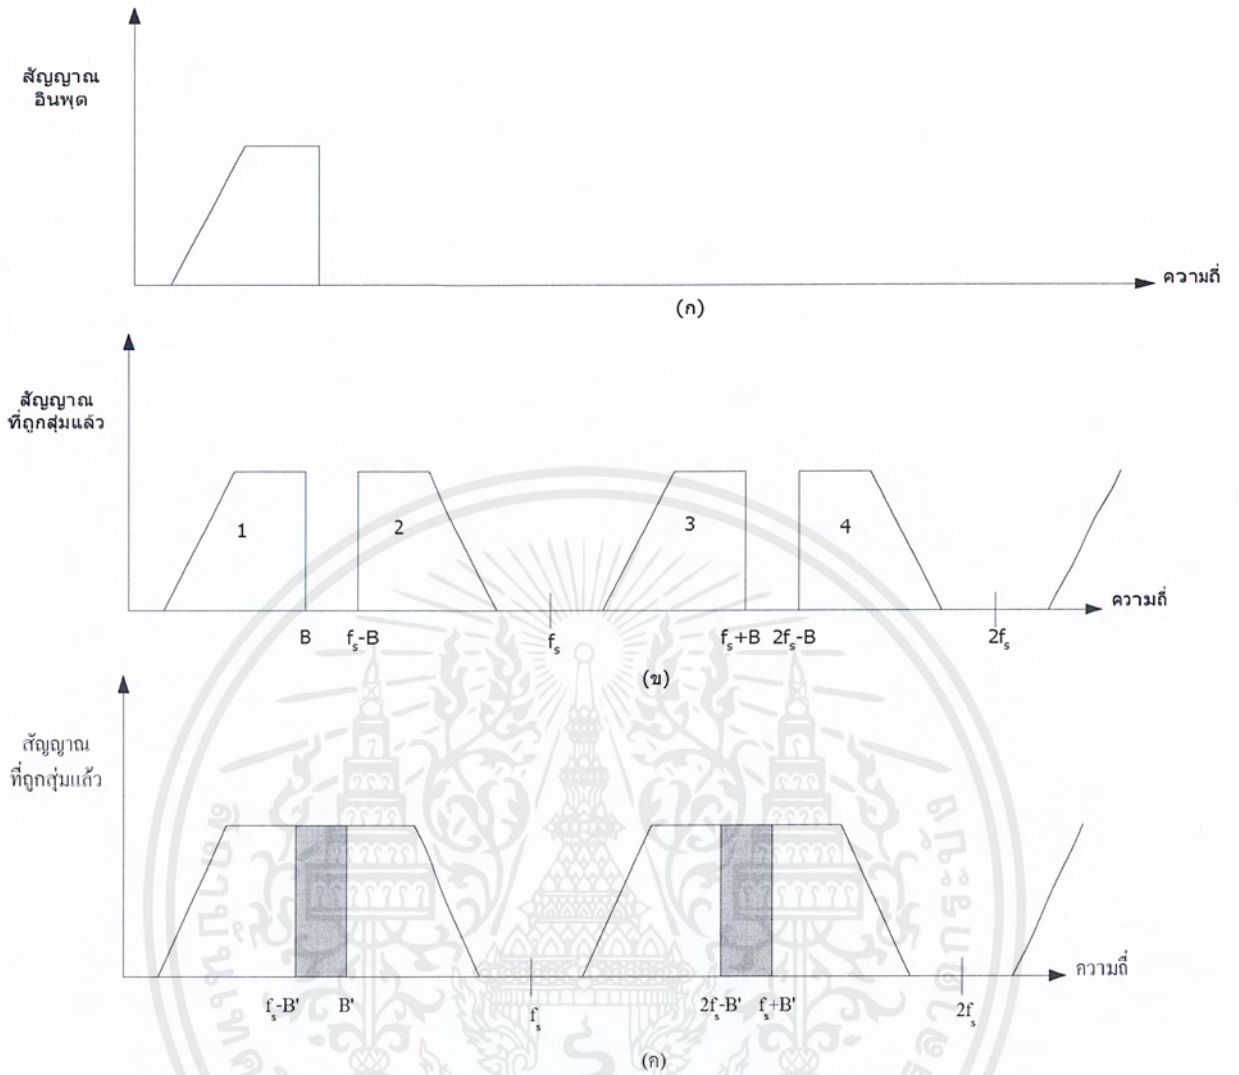 สัญญาณ
อินพุต
ความถี่
(ก)
สัญญาณ
ที่ถูกสุ่มแล้ว
1
2
3
4
ความถี่
B
fₛ-B
fₛ
fₛ+B
2fₛ-B
2fₛ
(ข)
สัญญาณ
ที่ถูกสุ่มแล้ว
ความถี่
fₛ-B'
B'
fₛ
2fₛ-B'
fₛ+B'
2fₛ
(ค)